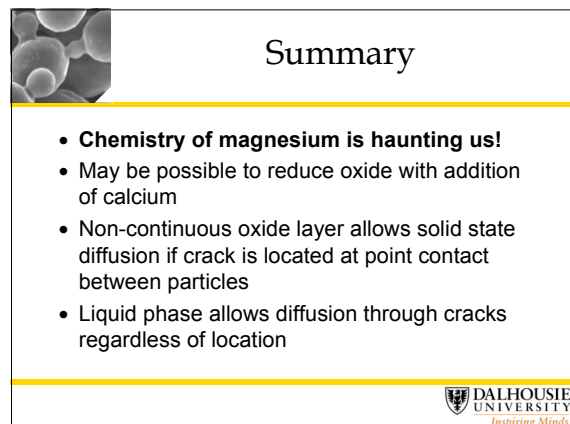 Summary
• Chemistry of magnesium is haunting us!
• May be possible to reduce oxide with addition
of calcium
• Non-continuous oxide layer allows solid state
diffusion if crack is located at point contact
between particles
• Liquid phase allows diffusion through cracks
regardless of location
DALHOUSIE
UNIVERSITY
Inspiring Minds